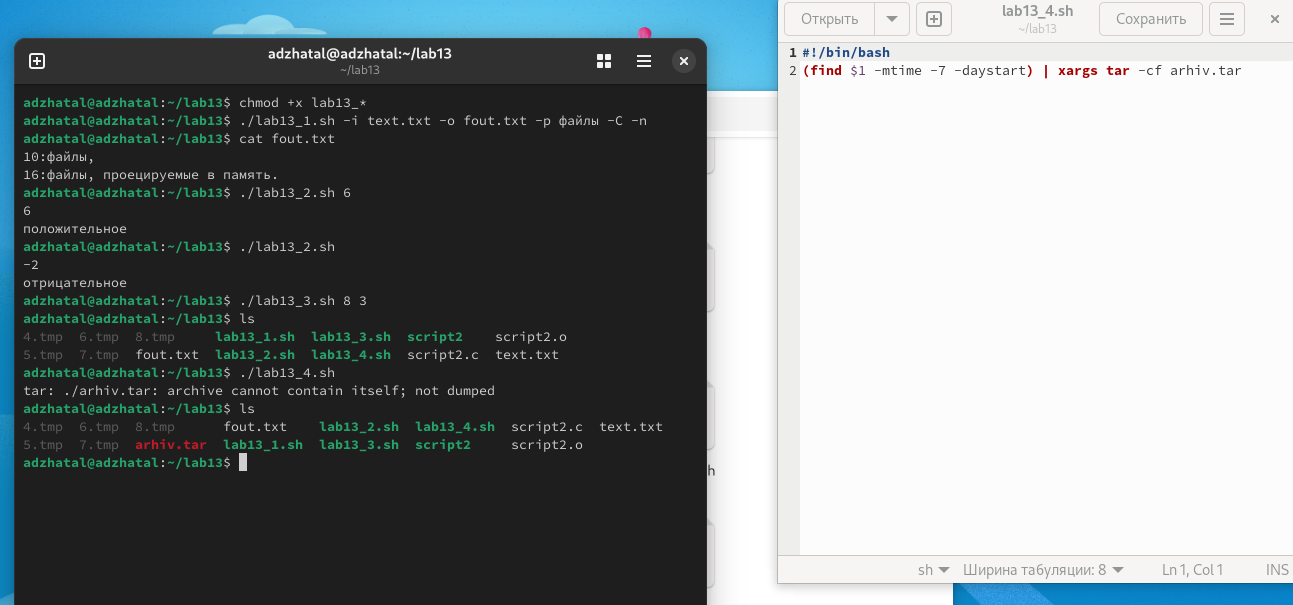 adzhatal@adzhatal:~/lab13
~/lab13
adzhatal@adzhatal:~/lab13$ chmod +x lab13_*
adzhatal@adzhatal:~/lab13$ ./lab13_1.sh -i text.txt -o fout.txt -p файлы -C -n
adzhatal@adzhatal:~/lab13$ cat fout.txt
10:файлы,
16:файлы, проецируемые в память.
adzhatal@adzhatal:~/lab13$ ./lab13_2.sh 6
6
положительное
adzhatal@adzhatal:~/lab13$ ./lab13_2.sh
-2
отрицательное
adzhatal@adzhatal:~/lab13$ ./lab13_3.sh 8 3
adzhatal@adzhatal:~/lab13$ ls
4.tmp  6.tmp  8.tmp     lab13_1.sh  lab13_3.sh  script2    script2.o
5.tmp  7.tmp  fout.txt  lab13_2.sh  lab13_4.sh  script2.c  text.txt
adzhatal@adzhatal:~/lab13$ ./lab13_4.sh
tar: ./arhiv.tar: archive cannot contain itself; not dumped
adzhatal@adzhatal:~/lab13$ ls
4.tmp  6.tmp  8.tmp      fout.txt    lab13_2.sh  lab13_4.sh  script2.c  text.txt
5.tmp  7.tmp  arhiv.tar  lab13_1.sh  lab13_3.sh  script2     script2.o
adzhatal@adzhatal:~/lab13$
h
Открыть
lab13_4.sh
~/lab13
Сохранить
1 #!/bin/bash
2 (find $1 -mtime -7 -daystart) | xargs tar -cf arhiv.tar
sh Ширина табуляции: 8 Ln 1, Col 1 INS